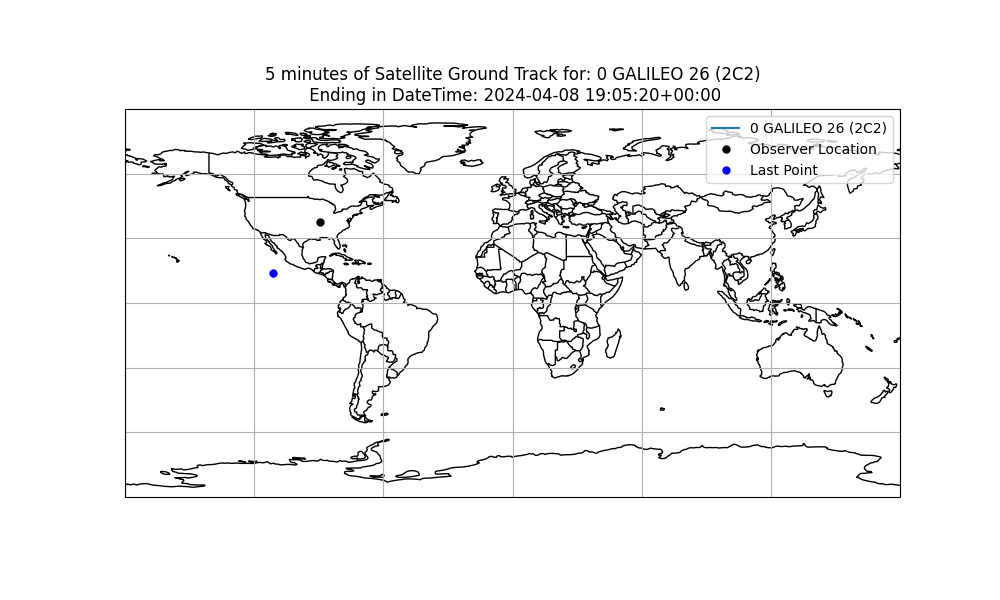 5 minutes of Satellite Ground Track for: 0 GALILEO 26 (2C2)
Ending in DateTime: 2024-04-08 19:05:20+00:00
0 GALILEO 26 (2C2)
Observer Location
Last Point